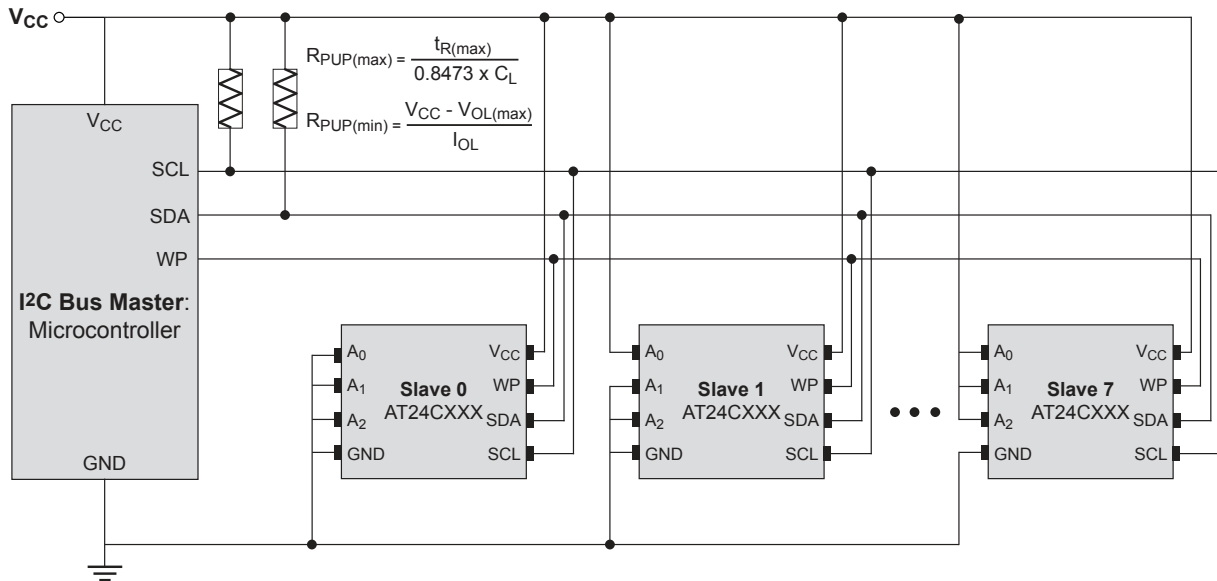 VCC
RPUP(max) = tR(max) / 0.8473 x CL
RPUP(min) = VCC - VOL(max) / IOL
VCC
SCL
SDA
WP
I2C Bus Master:
Microcontroller
GND
A0
A1
A2
GND
Slave 0
AT24CXXX
VCC
WP
SDA
SCL
A0
A1
A2
GND
Slave 1
AT24CXXX
VCC
WP
SDA
SCL
A0
A1
A2
GND
Slave 7
AT24CXXX
VCC
WP
SDA
SCL